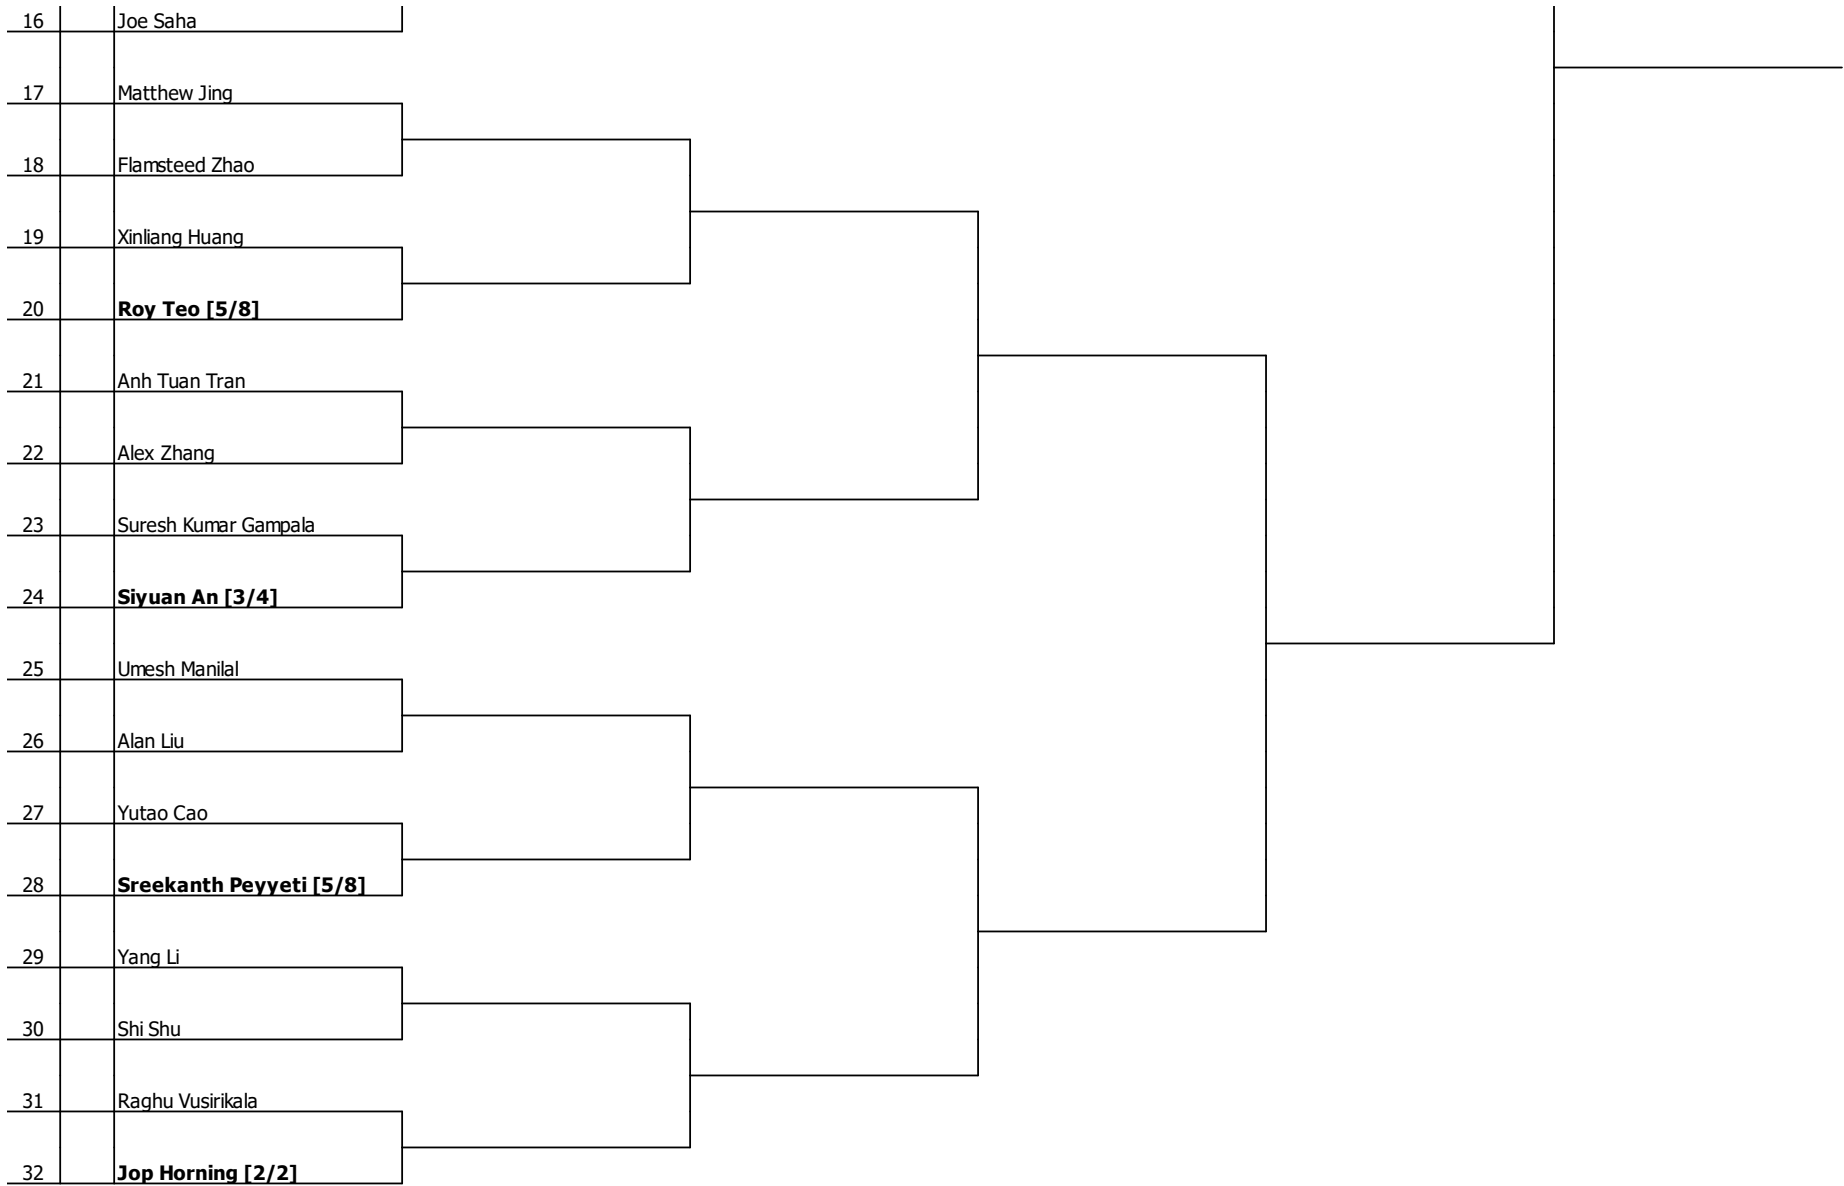 16 Joe Saha
17 Matthew Jing
18 Flamsteed Zhao
19 Xinliang Huang
20 Roy Teo [5/8]
21 Anh Tuan Tran
22 Alex Zhang
23 Suresh Kumar Gampala
24 Siyuan An [3/4]
25 Umesh Manilal
26 Alan Liu
27 Yutao Cao
28 Sreekanth Peyyeti [5/8]
29 Yang Li
30 Shi Shu
31 Raghu Vusirikala
32 Jop Horning [2/2]